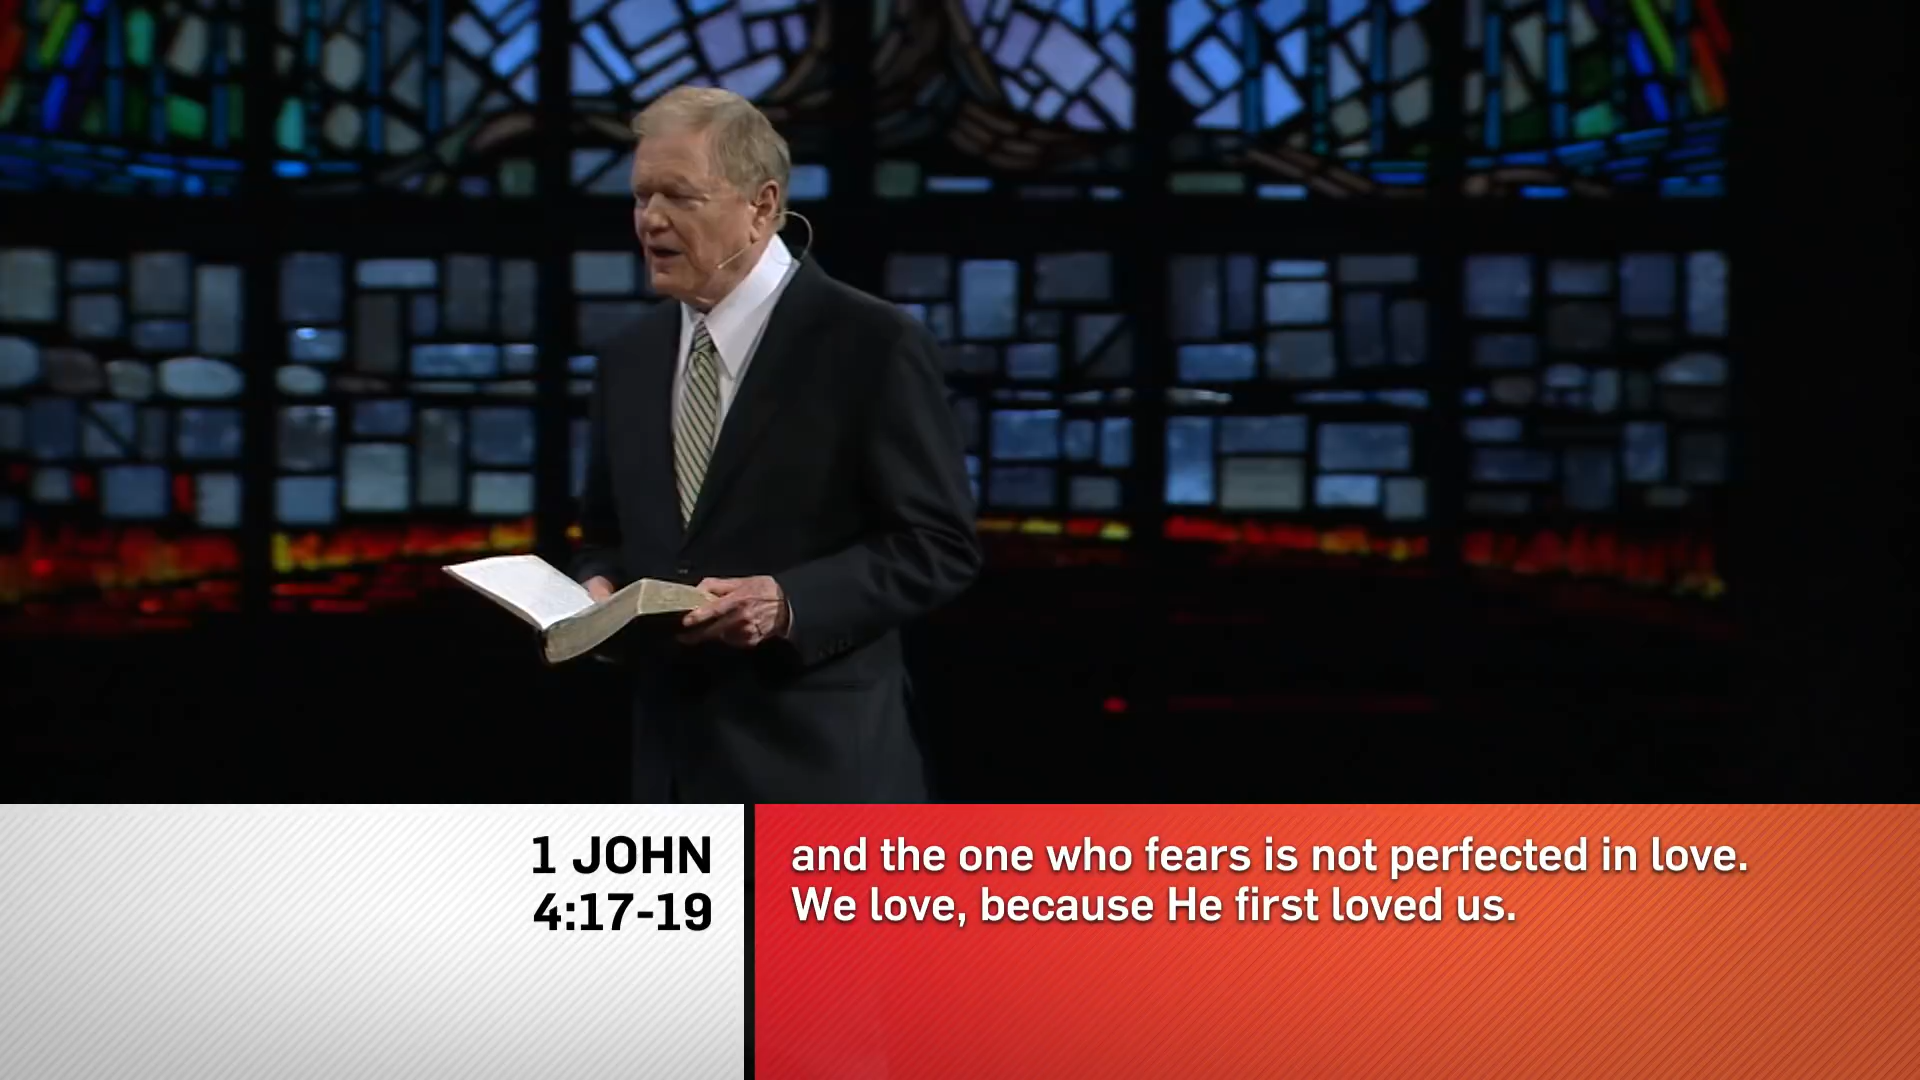 1 JOHN
4:17-19
and the one who fears is not perfected in love.
We love, because He first loved us.